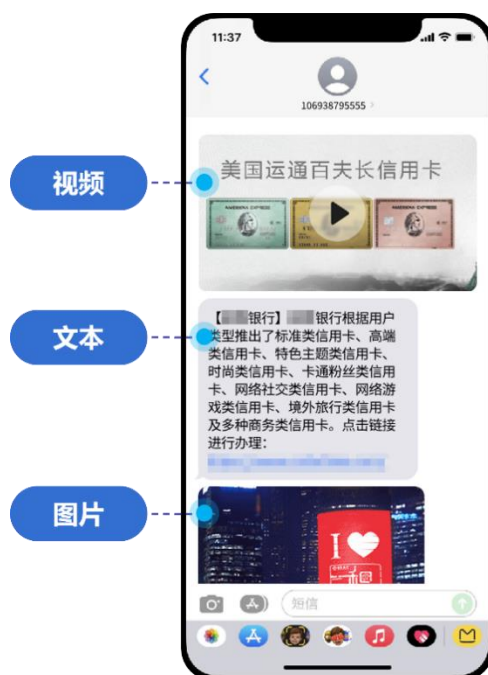 11:37
106938795555
视频
美国运通百夫长信用卡
AMERICAN EXPRESS
文本
【银行】银行根据用户
类型推出了标准类信用卡、高端
类信用卡、特色主题类信用卡、
时尚类信用卡、卡通粉丝类信用
卡、网络社交类信用卡、网络游
戏类信用卡、境外旅行类信用卡
及多种商务类信用卡。点击链接
进行办理：
图片
I
短信